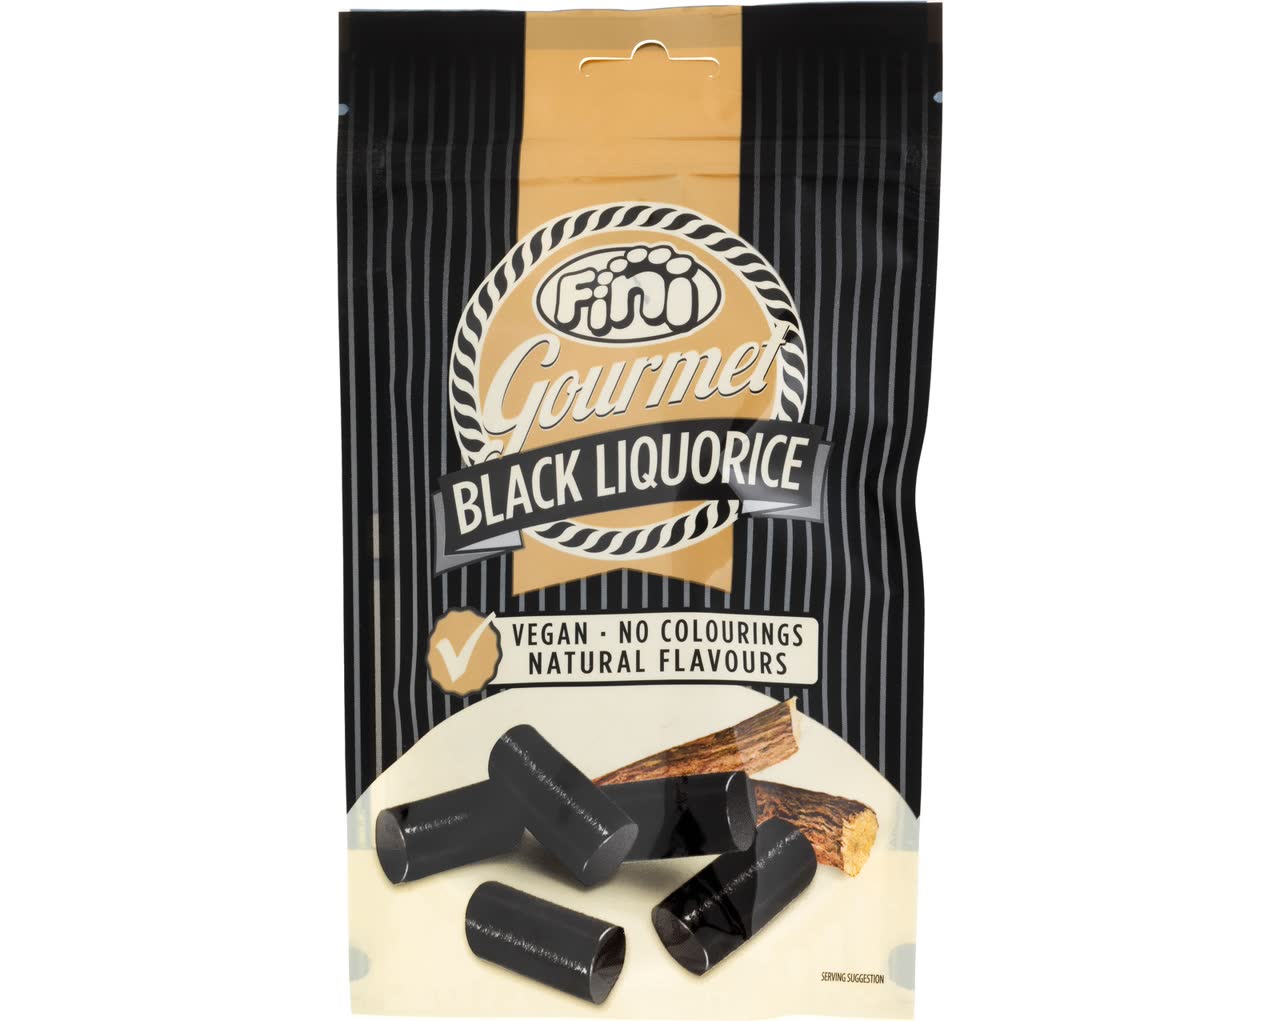 Fini
Gourmet
BLACK LIQUORICE
VEGAN · NO COLOURINGS
NATURAL FLAVOURS
SERVING SUGGESTION